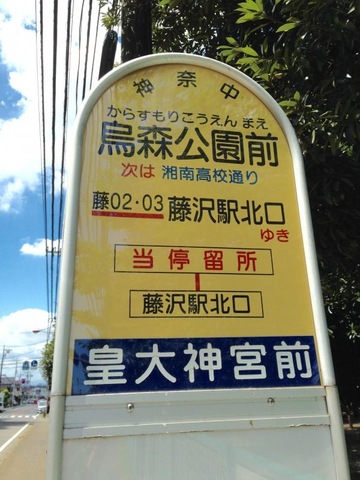 神奈中
からすもりこうえん まえ
烏森公園前
次は 湘南高校通り
藤02・03 藤沢駅北口
ゆき
当停留所
藤沢駅北口
皇大神宮前